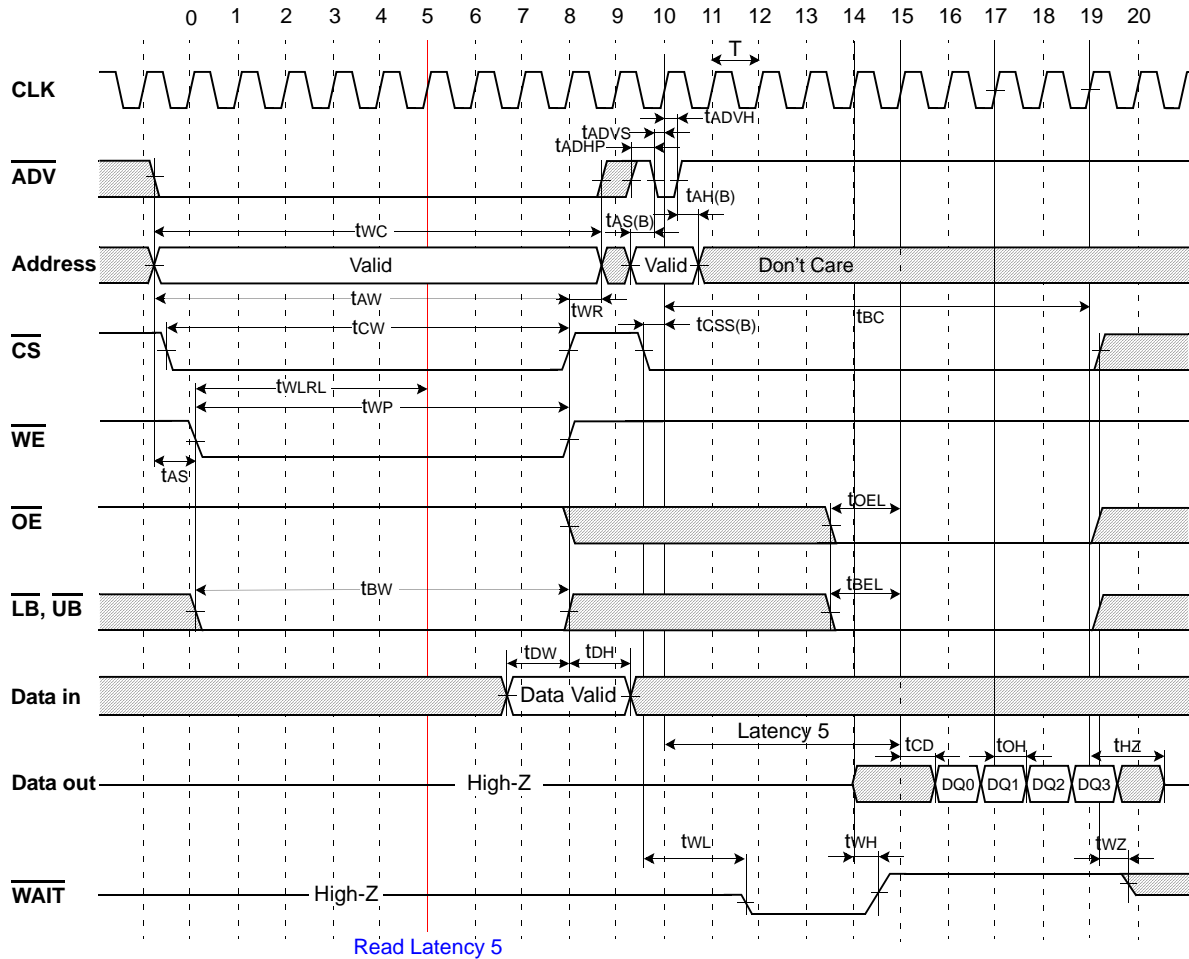 0 1 2 3 4 5 6 7 8 9 10 11 12 13 14 15 16 17 18 19 20
T
CLK
tADVH
tADVS
tADHP
ADV
tAH(B)
tAS(B)
tWC
Address Valid Valid Don't Care
tAW tWR
tCSS(B) tBC
tCW
CS
tWLRL
tWP
WE
tAS
tOEL
OE
tBW tBEL
LB, UB
tDW tDH
Data in Data Valid
Latency 5
tCD tOH tHZ
Data out High-Z DQ0 DQ1 DQ2 DQ3
tWL tWH tWZ
WAIT High-Z
Read Latency 5